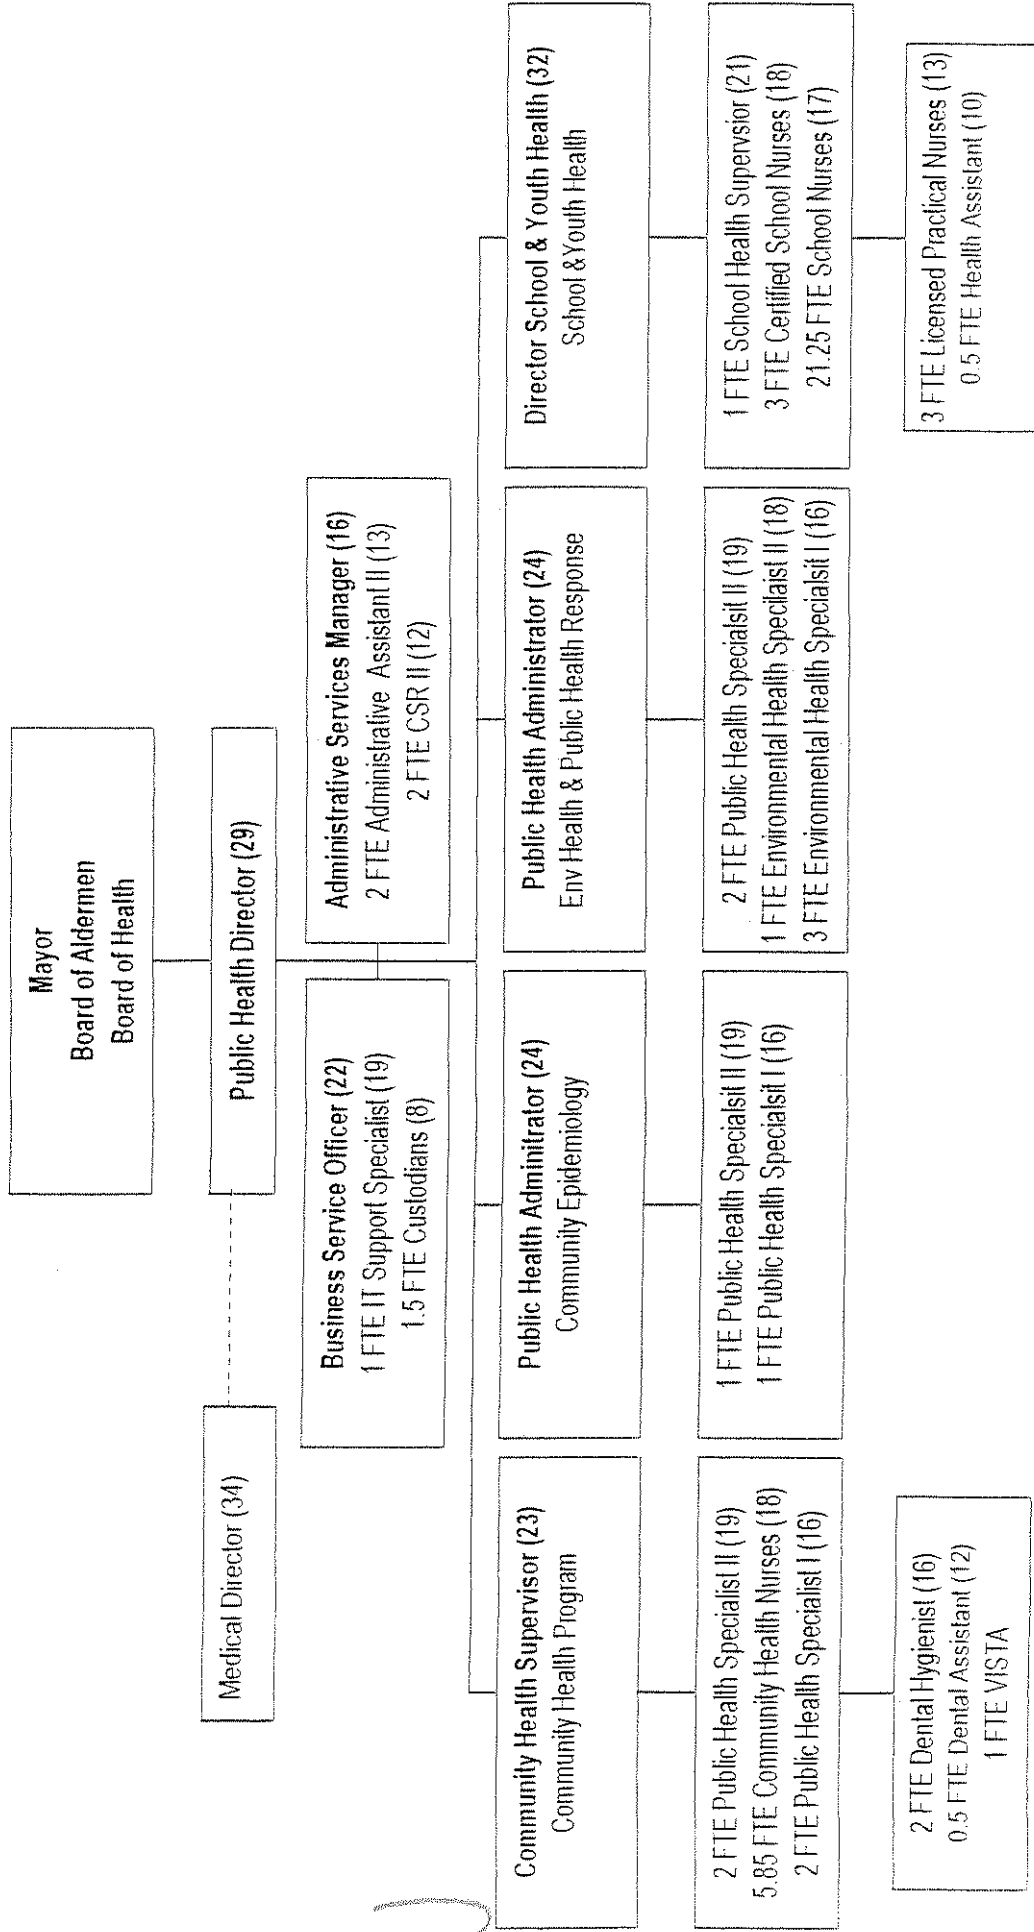 Mayor
Board of Aldermen
Board of Health
Medical Director (34)
Public Health Director (29)
Business Service Officer (22)
1 FTE IT Support Specialist (19)
1.5 FTE Custodians (8)
Administrative Services Manager (16)
2 FTE Administrative Assistant II (13)
2 FTE CSR II (12)
Community Health Supervisor (23)
Community Health Program
Public Health Adminitrator (24)
Community Epidemiology
Public Health Administrator (24)
Env Health & Public Health Response
Director School & Youth Health (32)
School &Youth Health
2 FTE Public Health Specialist II (19)
5.85 FTE Community Health Nurses (18)
2 FTE Public Health Specialist I (16)
1 FTE Public Health Specialsit II (19)
1 FTE Public Health Specialsit I (16)
2 FTE Public Health Specialsit II (19)
1 FTE Environmental Health Specilaist II (18)
3 FTE Environmental Health Specialsit I (16)
1 FTE School Health Supervsior (21)
3 FTE Certified School Nurses (18)
21.25 FTE School Nurses (17)
2 FTE Dental Hygienist (16)
0.5 FTE Dental Assistant (12)
1 FTE VISTA
3 FTE Licensed Practical Nurses (13)
0.5 FTE Health Assistant (10)